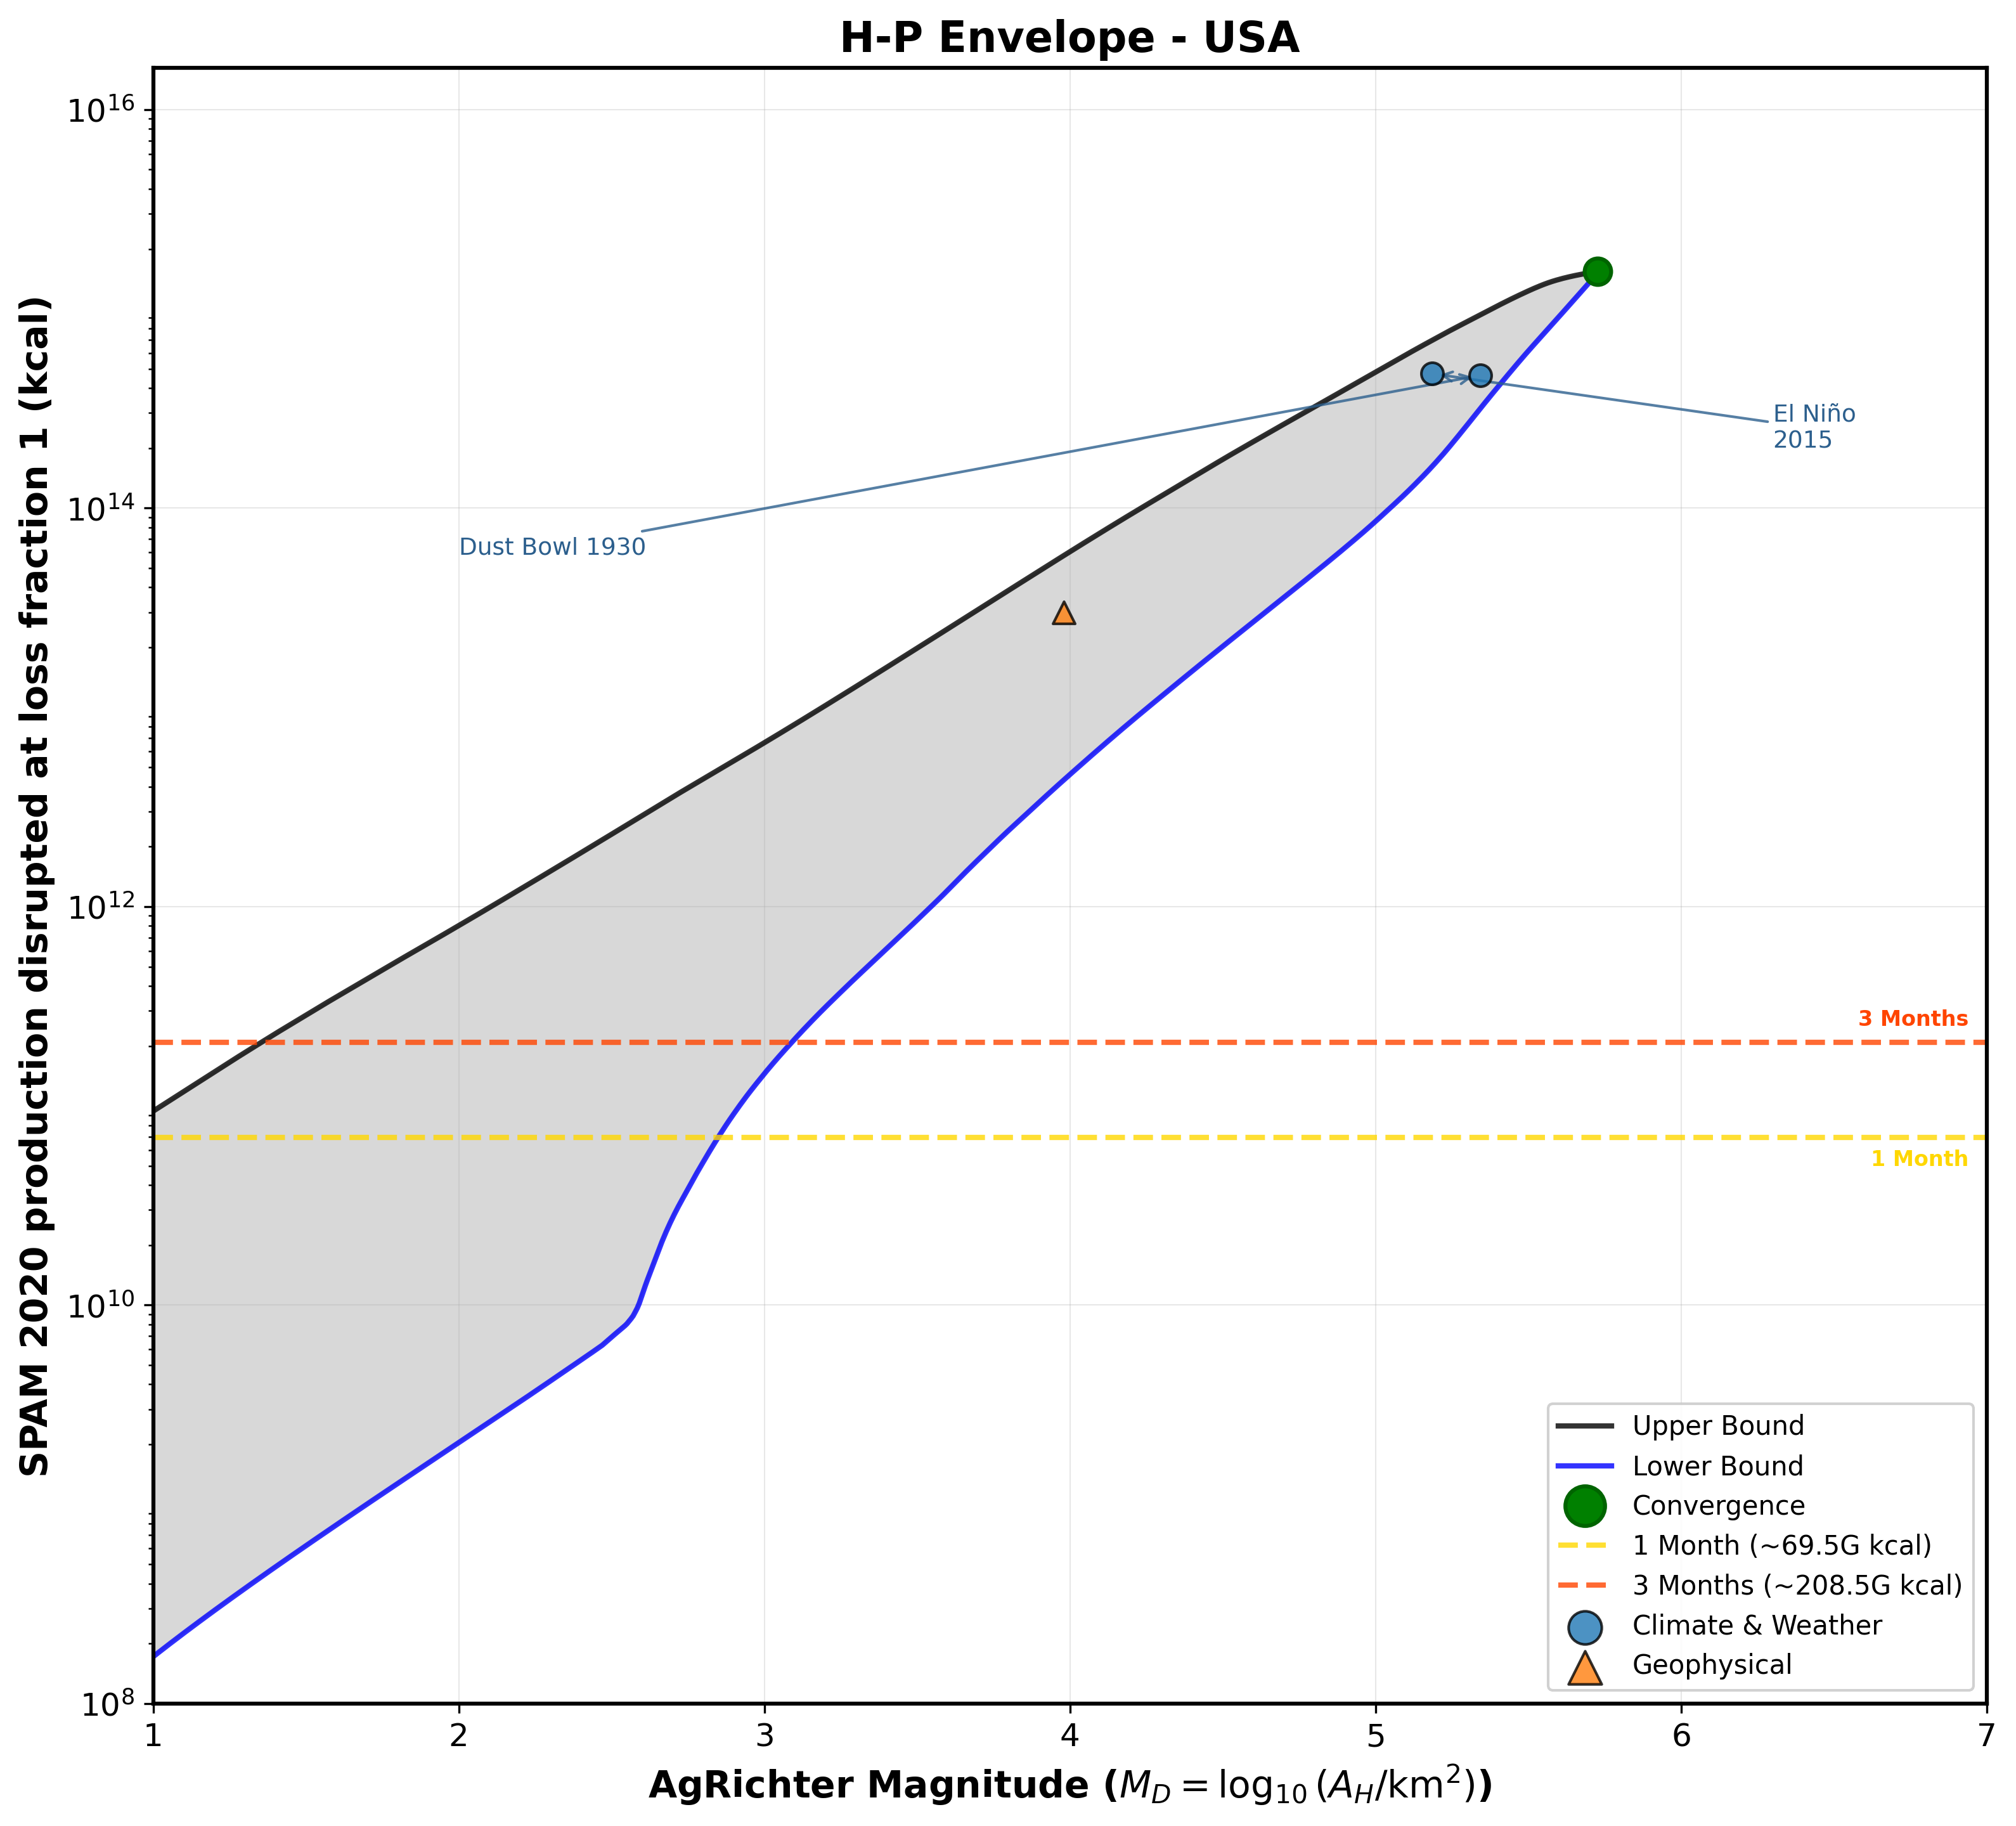 H-P Envelope - USA
SPAM 2020 production disrupted at loss fraction 1 (kcal)
10^16
10^14
10^12
10^10
10^8
El Niño
2015
Dust Bowl 1930
3 Months
1 Month
Upper Bound
Lower Bound
Convergence
1 Month (~69.5G kcal)
3 Months (~208.5G kcal)
Climate & Weather
Geophysical
1 2 3 4 5 6 7
AgRichter Magnitude (M_D = log_10 (A_H/km^2))